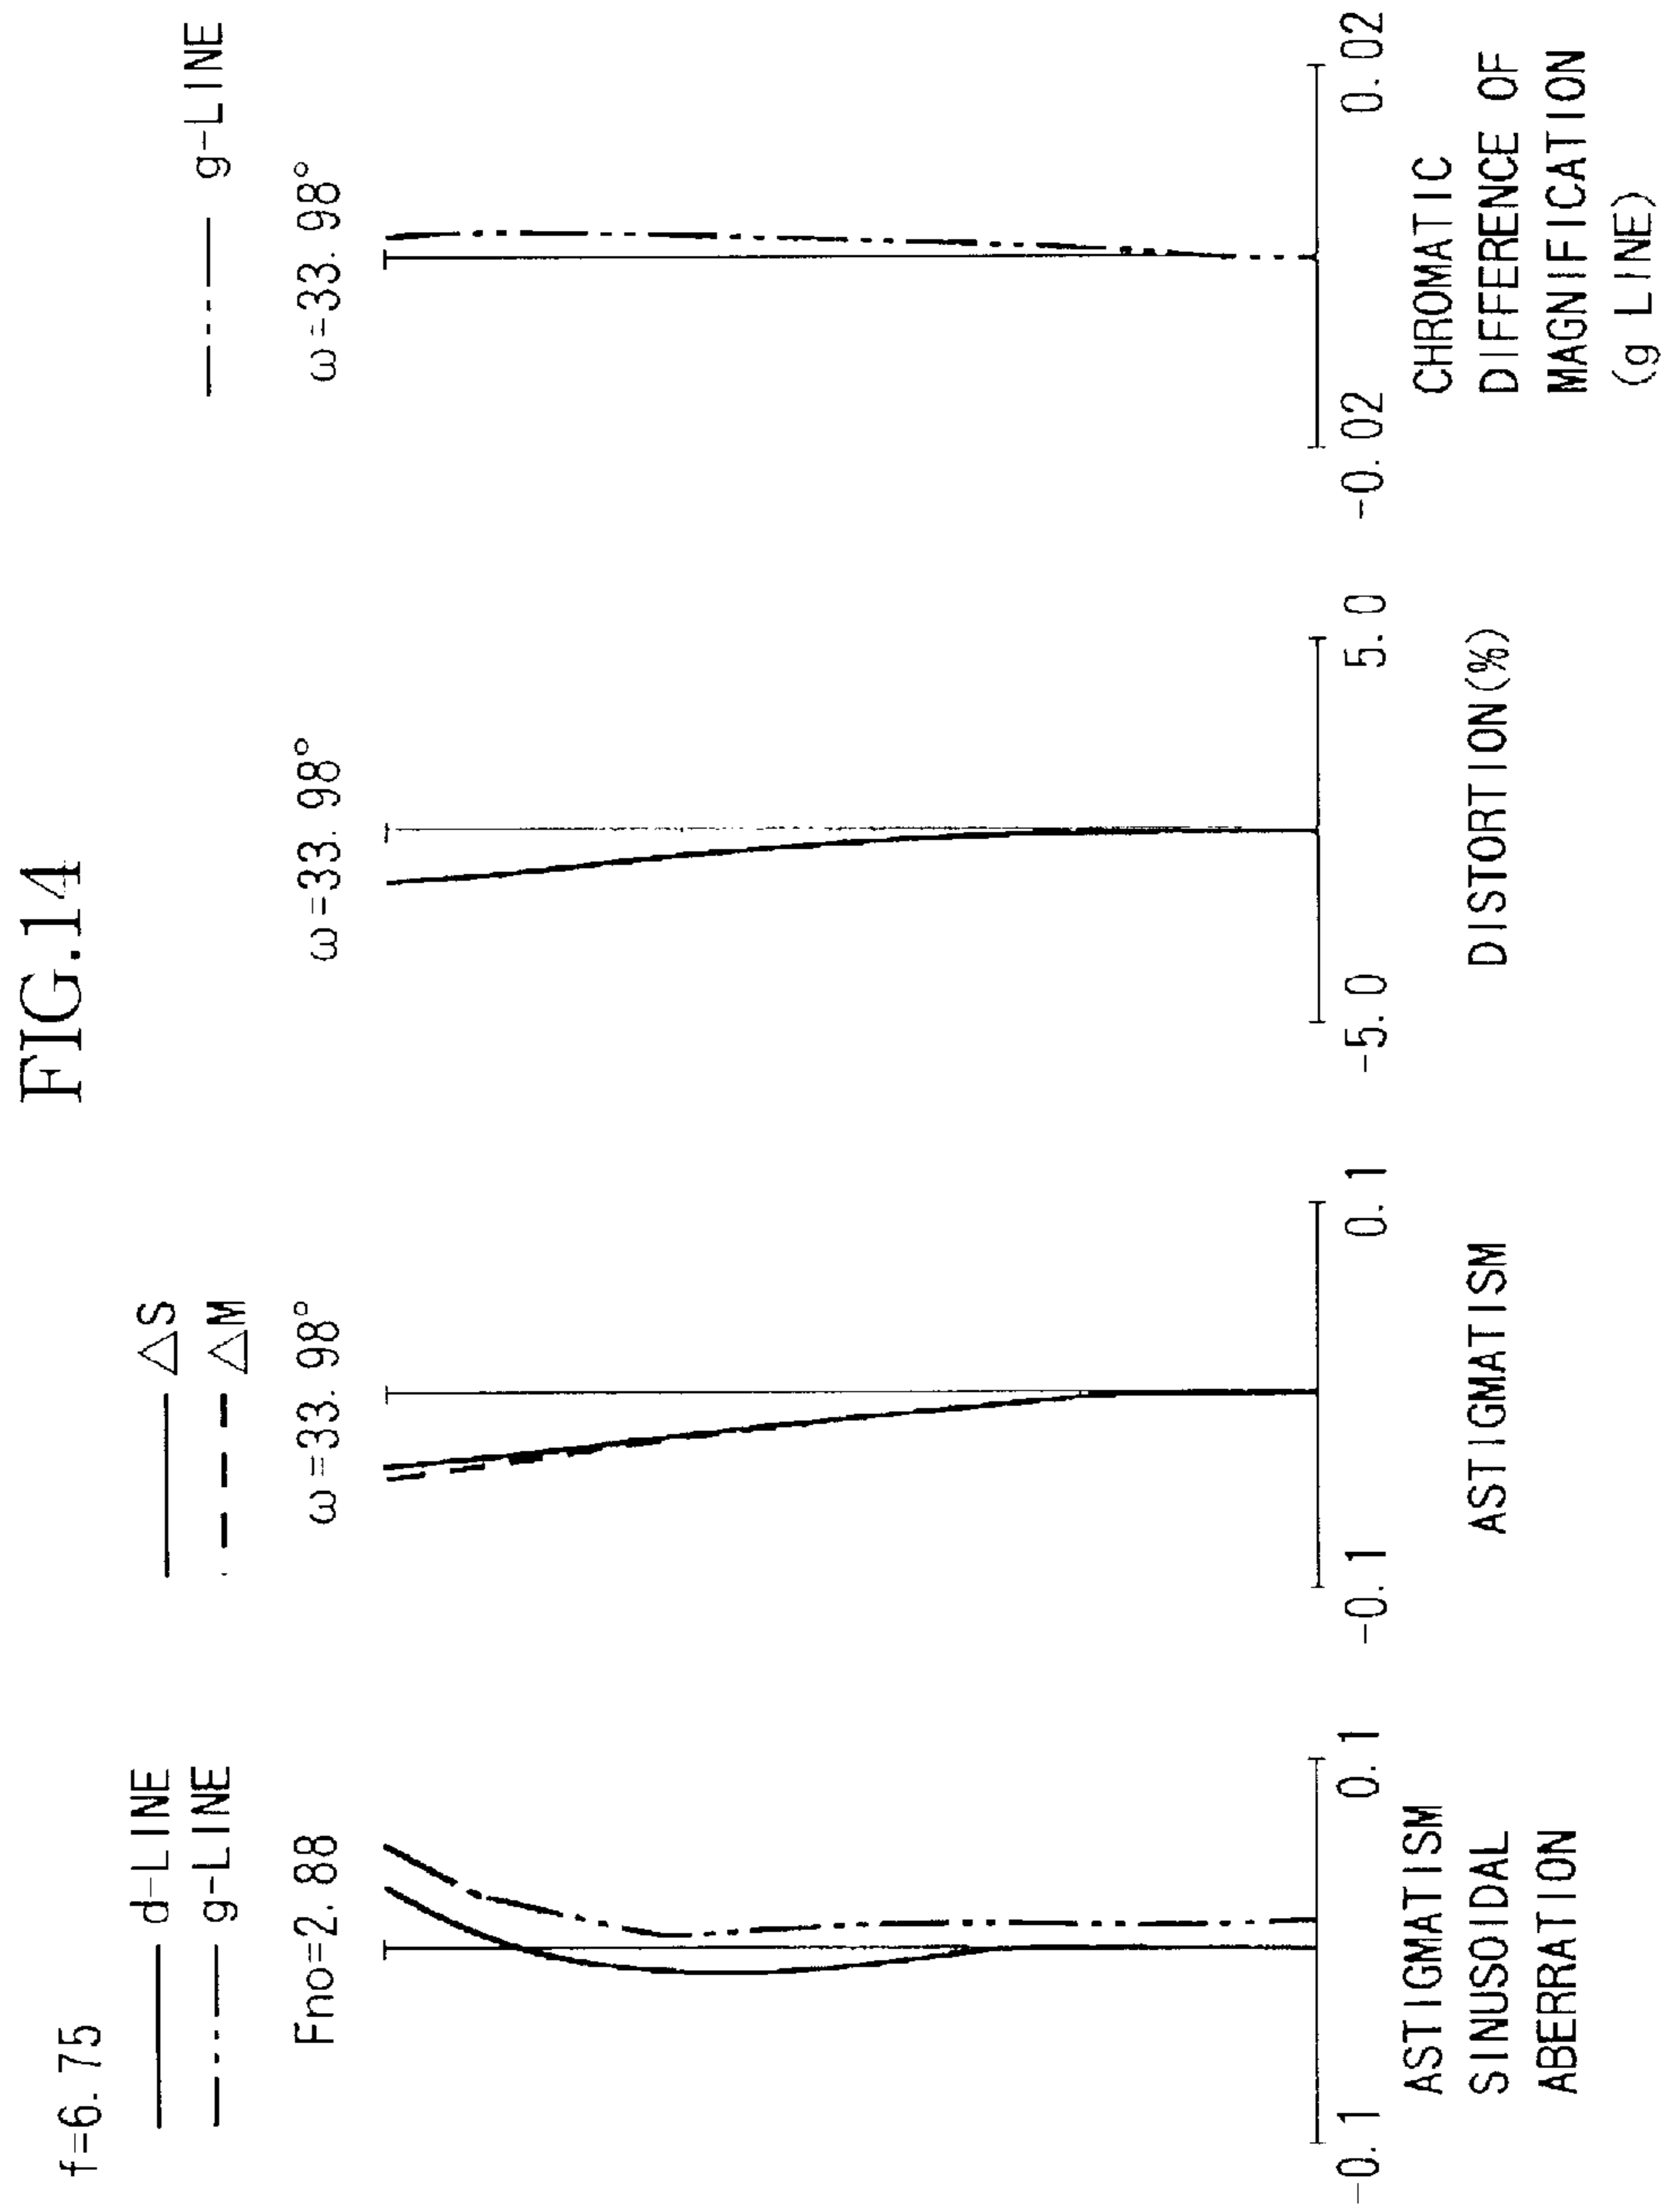 FIG.14
f=6.75
d-LINE
g-LINE
Fno=2.88
-0.1
0.1
ASTIGMATISM
SINUSOIDAL
ABERRATION
△S
△M
ω=33.98°
-0.1
0.1
ASTIGMATISM
ω=33.98°
-5.0
5.0
DISTORTION(%)
g-LINE
ω=33.98°
-0.02
0.02
CHROMATIC
DIFFERENCE OF
MAGNIFICATION
(g LINE)